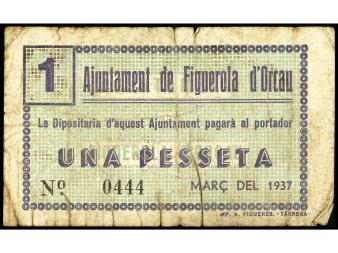 1
Ajuntament de Figuerola d'Orcau
La Dipositaria d'aquest Ajuntament pagarà al portador
UNA PESSETA
Nº 0444
MARÇ DEL 1937
IMP. A. FIGUERES. - TÀRREGA